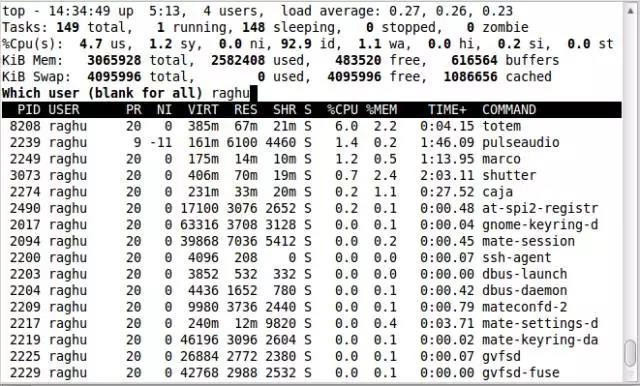 top - 14:34:49 up  5:13,  4 users,  load average: 0.27, 0.26, 0.23
Tasks: 149 total,   1 running, 148 sleeping,   0 stopped,   0 zombie
%Cpu(s):  4.7 us,  1.2 sy,  0.0 ni, 92.9 id,  1.1 wa,  0.0 hi,  0.2 si,  0.0 st
KiB Mem:   3065928 total,  2582408 used,   483520 free,   616564 buffers
KiB Swap:  4095996 total,        0 used,  4095996 free,  1086656 cached
Which user (blank for all) raghu
PID USER      PR  NI  VIRT  RES  SHR S  %CPU %MEM    TIME+  COMMAND
8208 raghu     20   0  385m  67m  21m S   6.0  2.2   0:04.15 totem
2239 raghu      9 -11  161m 6100 4460 S   1.4  0.2   1:46.09 pulseaudio
2249 raghu     20   0  175m  14m  10m S   1.2  0.5   1:13.95 marco
3073 raghu     20   0  406m  70m  19m S   0.7  2.4   2:03.11 shutter
2274 raghu     20   0  231m  33m  20m S   0.2  1.1   0:27.52 caja
2490 raghu     20   0 17100 3076 2652 S   0.2  0.1   0:00.48 at-spi2-registr
2017 raghu     20   0 63316 3708 3128 S   0.0  0.1   0:00.04 gnome-keyring-d
2094 raghu     20   0 39868 7036 5412 S   0.0  0.2   0:00.45 mate-session
2200 raghu     20   0  4096  208    0 S   0.0  0.0   0:00.07 ssh-agent
2203 raghu     20   0  3852  532  332 S   0.0  0.0   0:00.00 dbus-launch
2204 raghu     20   0  4436 1652  780 S   0.0  0.1   0:00.42 dbus-daemon
2209 raghu     20   0  9980 3736 2440 S   0.0  0.1   0:00.79 mateconfd-2
2217 raghu     20   0  240m  12m 9820 S   0.0  0.4   0:03.71 mate-settings-d
2219 raghu     20   0 46196 3096 2604 S   0.0  0.1   0:00.02 mate-keyring-da
2225 raghu     20   0 26884 2772 2380 S   0.0  0.1   0:00.07 gvfsd
2229 raghu     20   0 42768 2988 2532 S   0.0  0.1   0:00.00 gvfsd-fuse